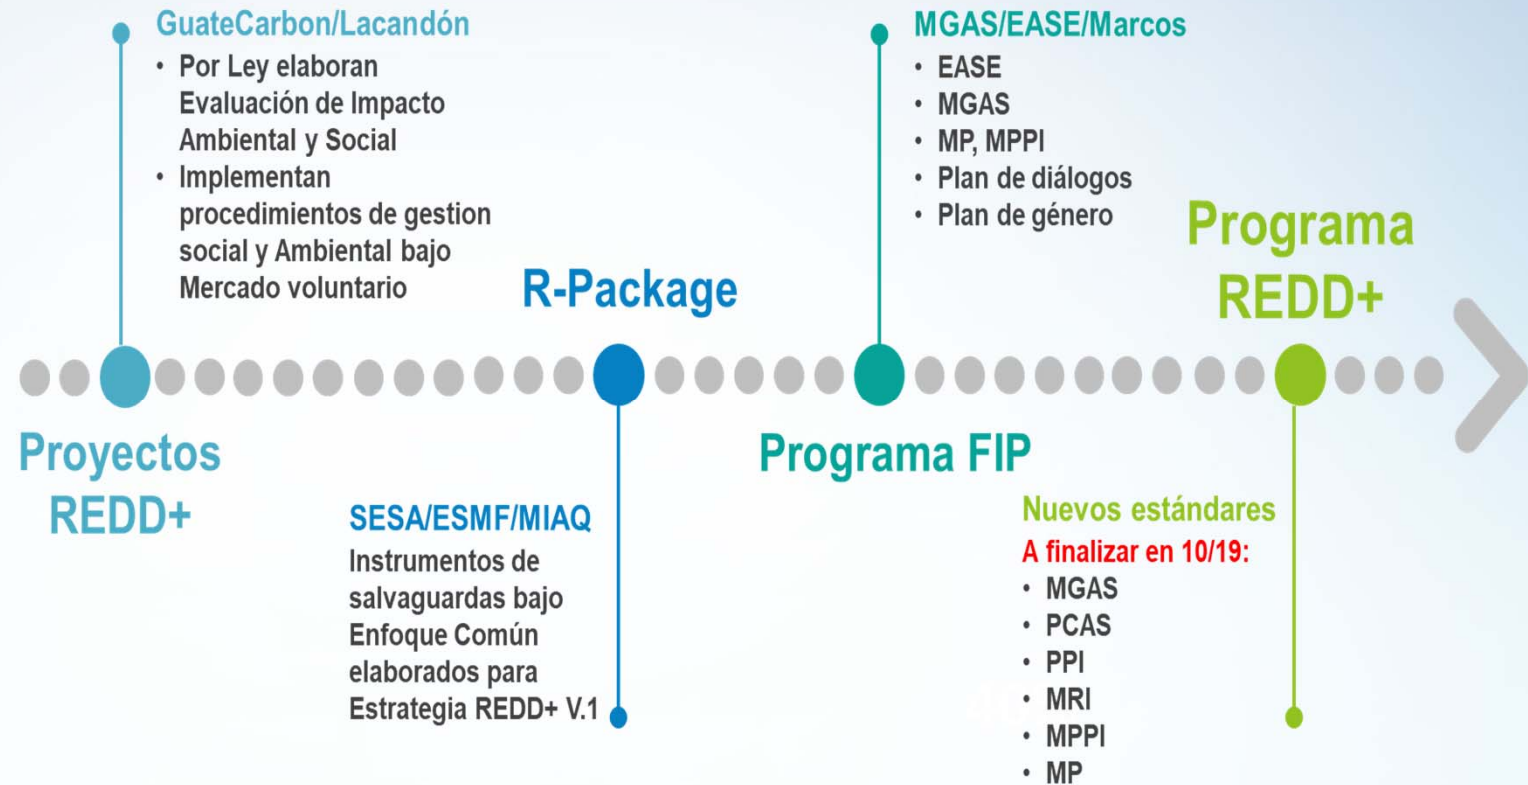 GuateCarbon/Lacandón
• Por Ley elaboran
Evaluación de Impacto
Ambiental y Social
• Implementan
procedimientos de gestion
social y Ambiental bajo
Mercado voluntario
Proyectos
REDD+
R-Package
SESA/ESMF/MIAQ
Instrumentos de
salvaguardas bajo
Enfoque Común
elaborados para
Estrategia REDD+ V.1
MGAS/EASE/Marcos
• EASE
• MGAS
• MP, MPPI
• Plan de diálogos
• Plan de género
Programa FIP
Programa
REDD+
Nuevos estándares
A finalizar en 10/19:
• MGAS
• PCAS
• PPI
• MRI
• MPPI
• MP